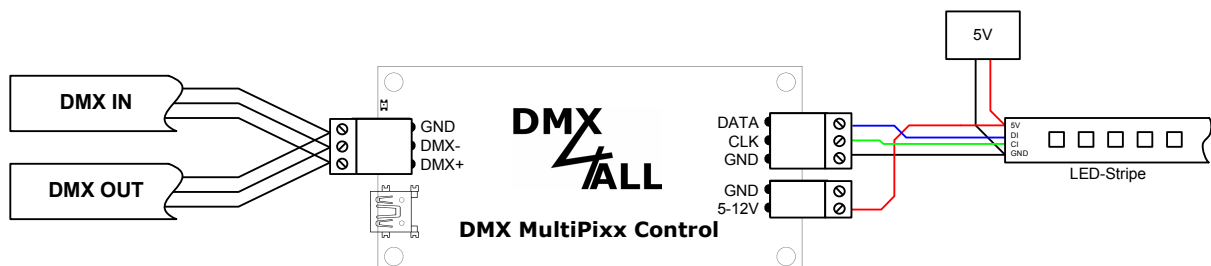 5V
DMX IN
DMX OUT
GND
DMX-
DMX+
DMX
4
ALL
DMX MultiPixx Control
DATA
CLK
GND
GND
5-12V
5V
DI
CI
GND
LED-Stripe